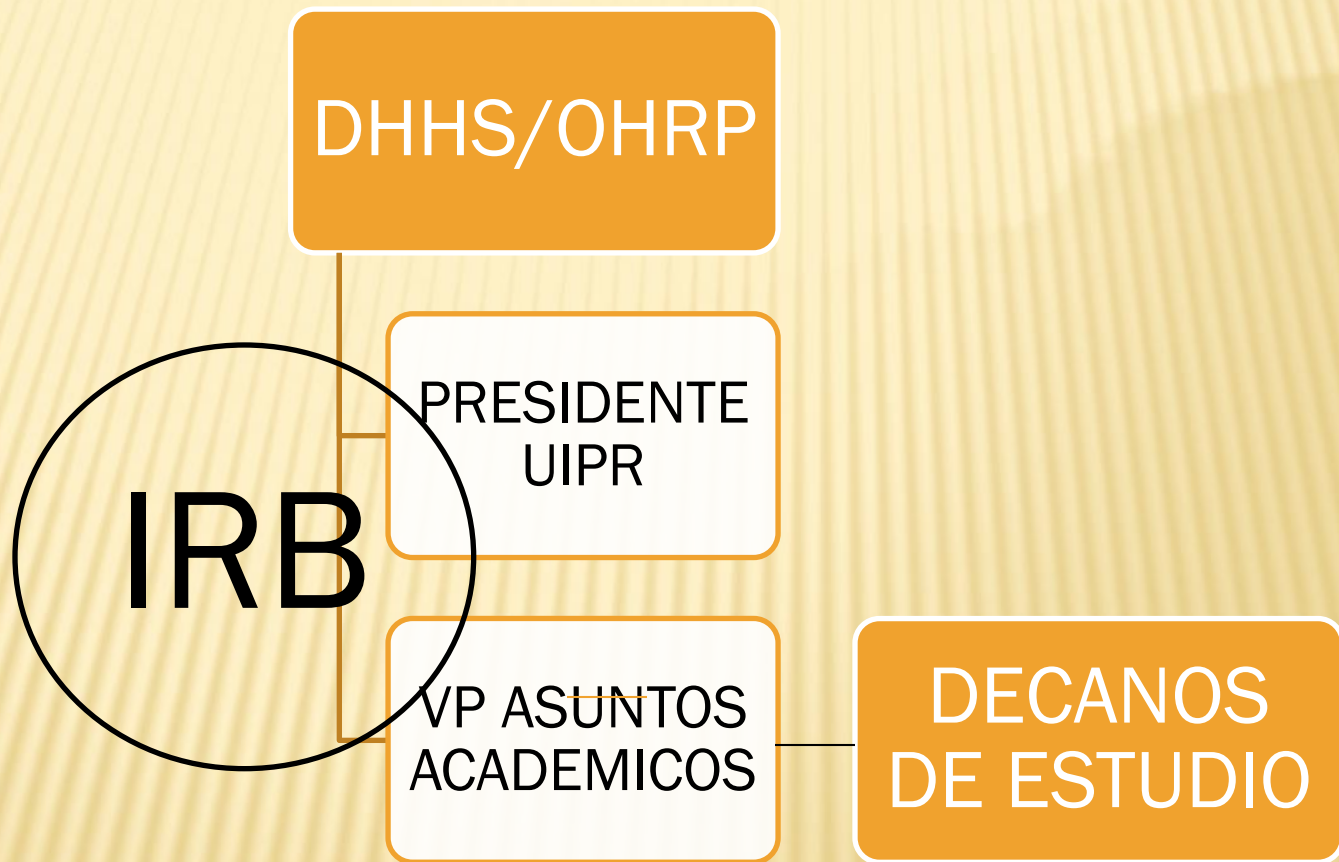 DHHS/OHRP
PRESIDENTE
UIPR
IRB
VP ASUNTOS
ACADEMICOS
DECANOS
DE ESTUDIO